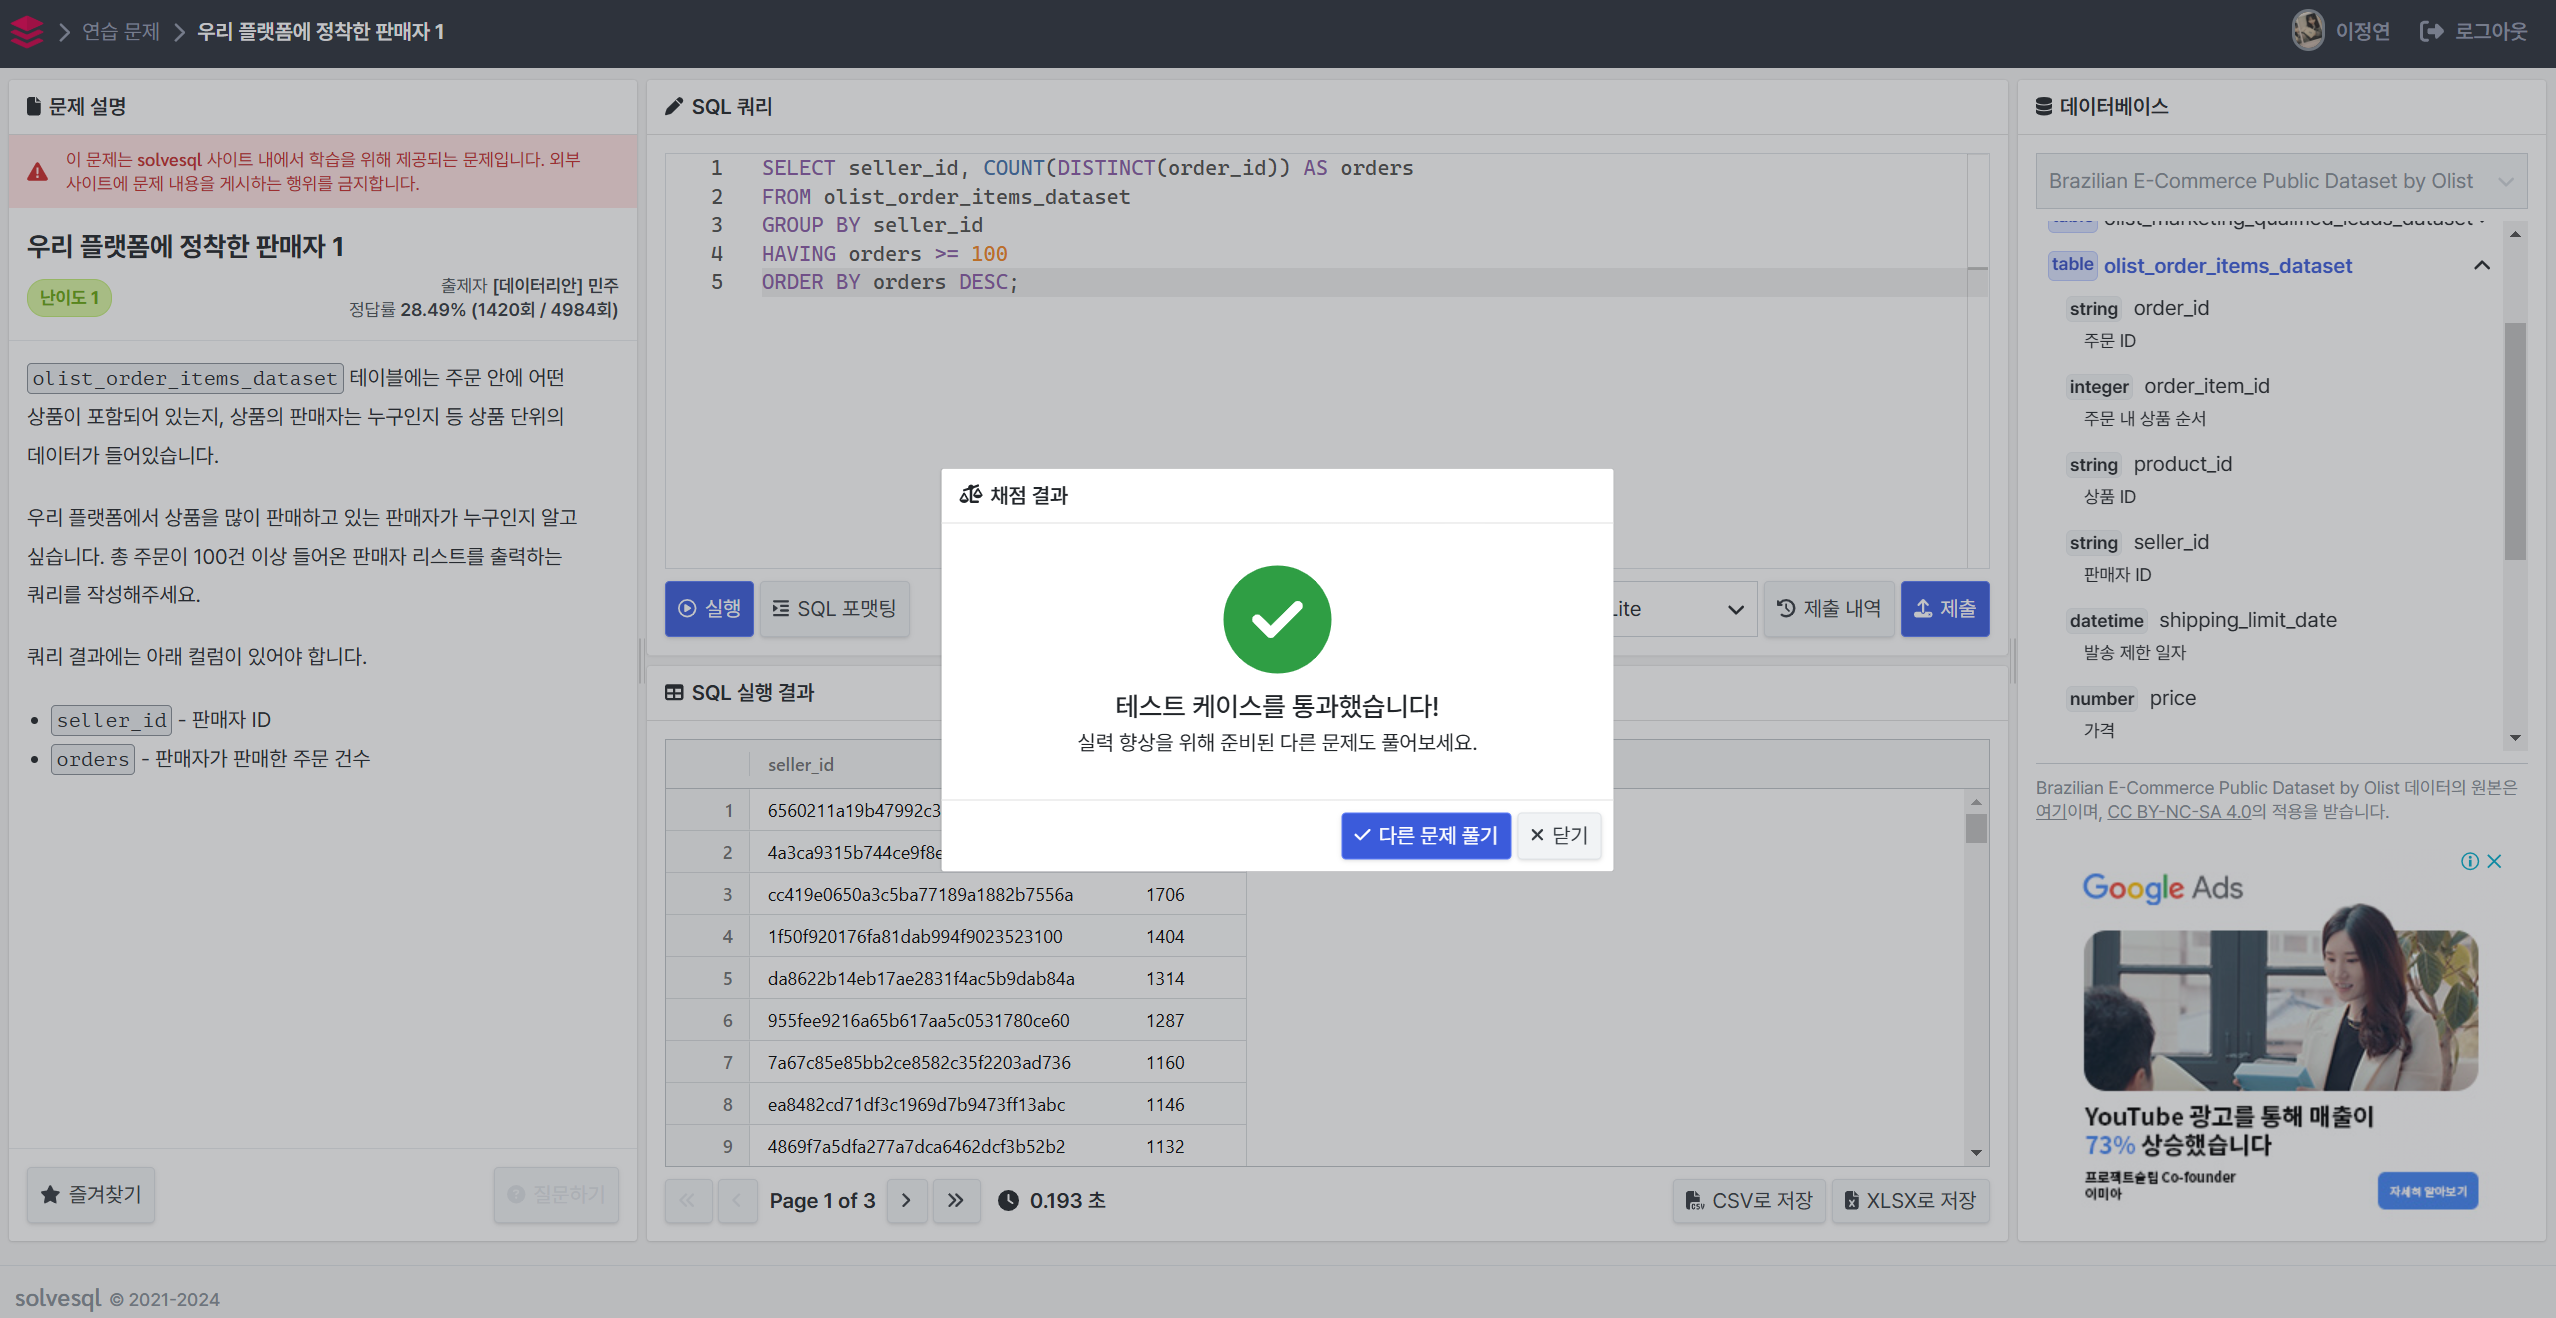 연습 문제
우리 플랫폼에 정착한 판매자 1
이정연
로그아웃
문제 설명
이 문제는 solvesql 사이트 내에서 학습을 위해 제공되는 문제입니다. 외부
사이트에 문제 내용을 게시하는 행위를 금지합니다.
우리 플랫폼에 정착한 판매자 1
난이도 1
출제자 [데이터리안] 민주
정답률 28.49% (1420회 / 4984회)
olist_order_items_dataset 테이블에는 주문 안에 어떤
상품이 포함되어 있는지, 상품의 판매자는 누구인지 등 상품 단위의
데이터가 들어있습니다.
우리 플랫폼에서 상품을 많이 판매하고 있는 판매자가 누구인지 알고
싶습니다. 총 주문이 100건 이상 들어온 판매자 리스트를 출력하는
쿼리를 작성해주세요.
쿼리 결과에는 아래 컬럼이 있어야 합니다.
• seller_id - 판매자 ID
• orders - 판매자가 판매한 주문 건수
즐겨찾기
질문하기
SQL 쿼리
1 SELECT seller_id, COUNT(DISTINCT(order_id)) AS orders
2 FROM olist_order_items_dataset
3 GROUP BY seller_id
4 HAVING orders >= 100
5 ORDER BY orders DESC;
실행
SQL 포맷팅
Lite
제출 내역
제출
채점 결과
테스트 케이스를 통과했습니다!
실력 향상을 위해 준비된 다른 문제도 풀어보세요.
다른 문제 풀기
닫기
SQL 실행 결과
seller_id
1 6560211a19b47992c3
2 4a3ca9315b744ce9f8e
3 cc419e0650a3c5ba77189a1882b7556a 1706
4 1f50f920176fa81dab994f9023523100 1404
5 da8622b14eb17ae2831f4ac5b9dab84a 1314
6 955fee9216a65b617aa5c0531780ce60 1287
7 7a67c85e85bb2ce8582c35f2203ad736 1160
8 ea8482cd71df3c1969d7b9473ff13abc 1146
9 4869f7a5dfa277a7dca6462dcf3b52b2 1132
Page 1 of 3
0.193 초
CSV로 저장
XLSX로 저장
데이터베이스
Brazilian E-Commerce Public Dataset by Olist
table olist_marketing_qualified_leads_dataset
table olist_order_items_dataset
string order_id
주문 ID
integer order_item_id
주문 내 상품 순서
string product_id
상품 ID
string seller_id
판매자 ID
datetime shipping_limit_date
발송 제한 일자
number price
가격
Brazilian E-Commerce Public Dataset by Olist 데이터의 원본은
여기이며, CC BY-NC-SA 4.0의 적용을 받습니다.
Google Ads
YouTube 광고를 통해 매출이
73% 상승했습니다
프로젝트슬립 Co-founder
이미아
자세히 알아보기
solvesql © 2021-2024